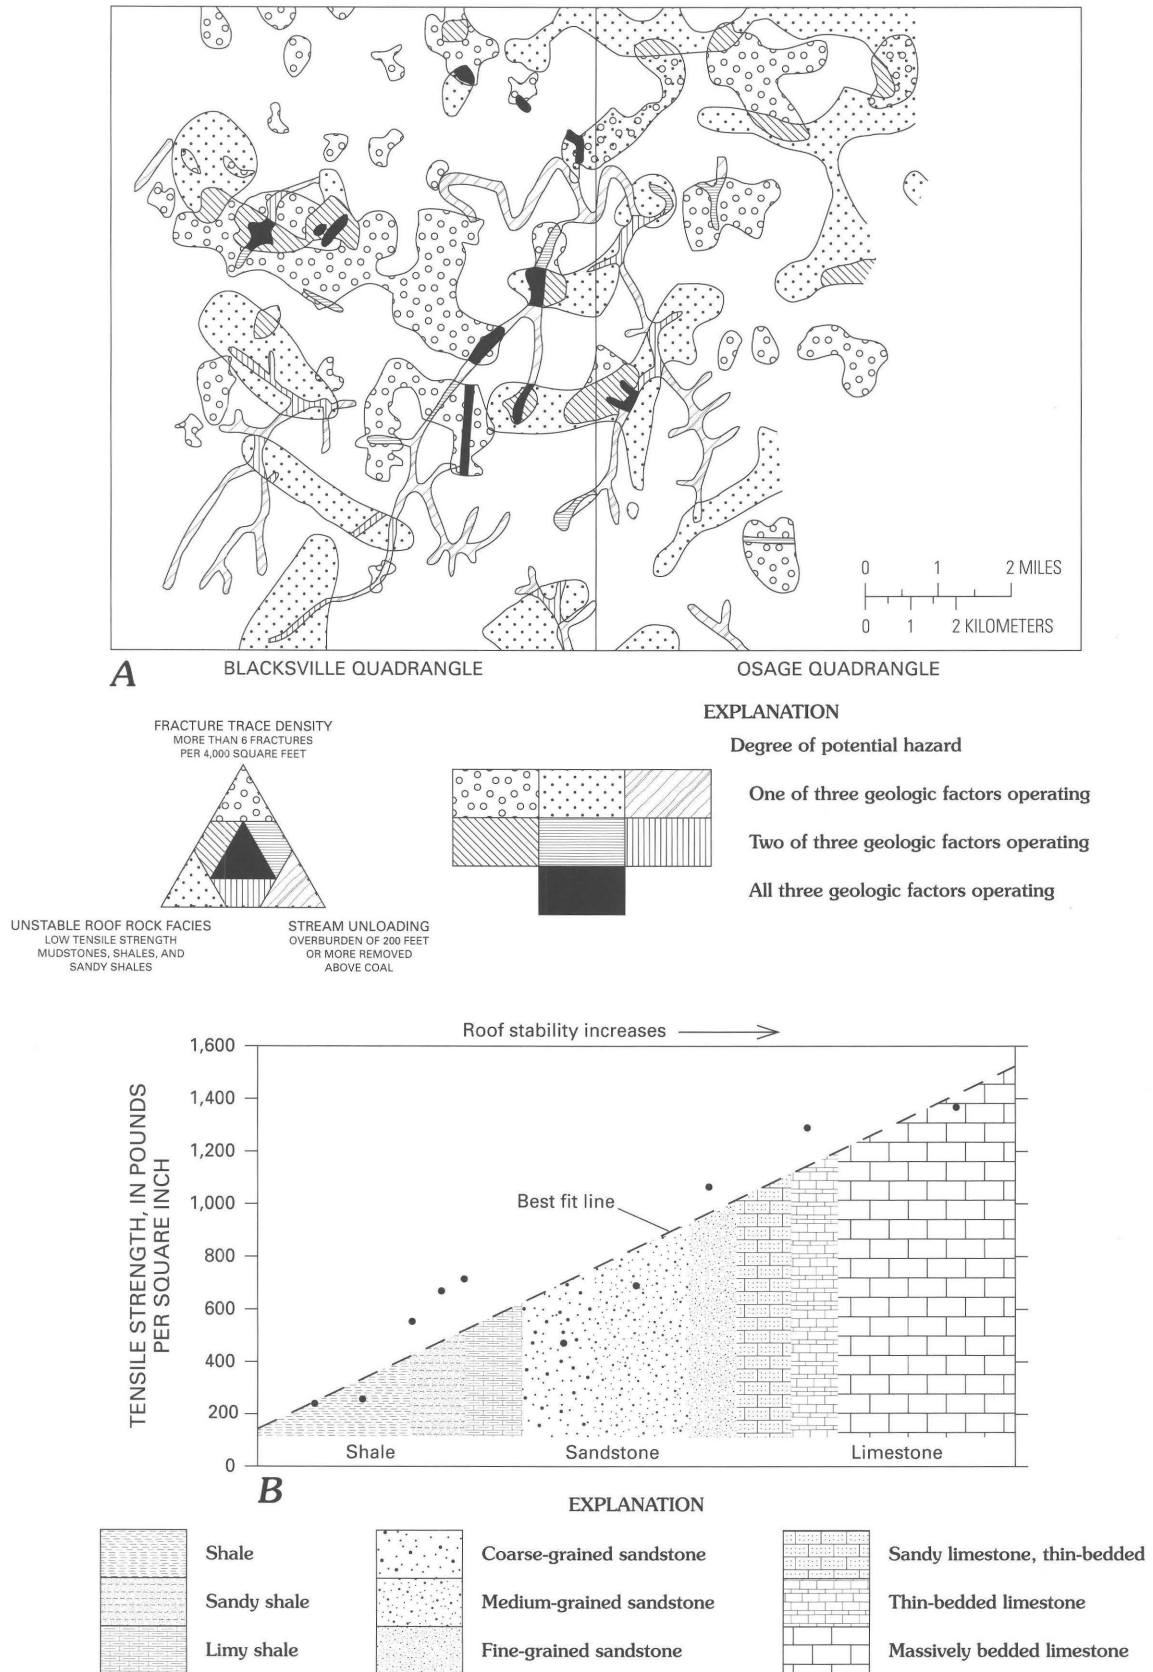 BLACKSVILLE QUADRANGLE
OSAGE QUADRANGLE
0 1 2 MILES
0 1 2 KILOMETERS
A
EXPLANATION
Degree of potential hazard
One of three geologic factors operating
Two of three geologic factors operating
All three geologic factors operating
FRACTURE TRACE DENSITY
MORE THAN 6 FRACTURES
PER 4,000 SQUARE FEET
UNSTABLE ROOF ROCK FACIES
LOW TENSILE STRENGTH
MUDSTONES, SHALES, AND
SANDY SHALES
STREAM UNLOADING
OVERBURDEN OF 200 FEET
OR MORE REMOVED
ABOVE COAL
Roof stability increases
TENSILE STRENGTH, IN POUNDS
PER SQUARE INCH
1,600
1,400
1,200
1,000
800
600
400
200
0
Best fit line
Shale
Sandstone
Limestone
B
EXPLANATION
Shale
Sandy shale
Limy shale
Coarse-grained sandstone
Medium-grained sandstone
Fine-grained sandstone
Sandy limestone, thin-bedded
Thin-bedded limestone
Massively bedded limestone